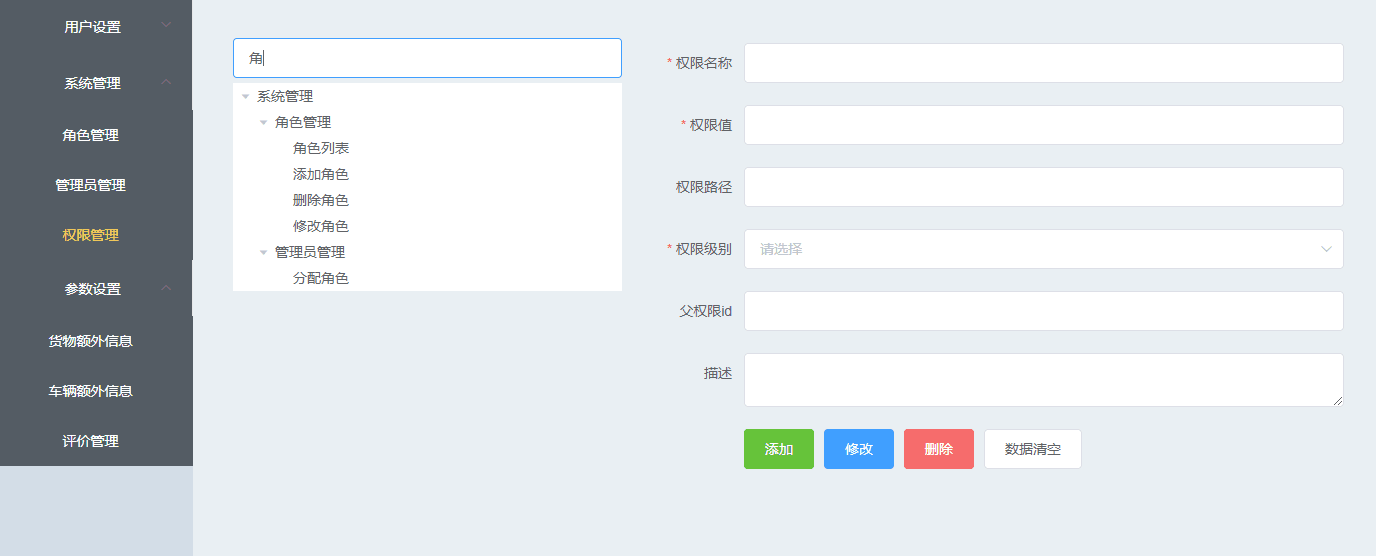 用户设置
系统管理
角色管理
管理员管理
权限管理
参数设置
货物额外信息
车辆额外信息
评价管理
角
系统管理
角色管理
角色列表
添加角色
删除角色
修改角色
管理员管理
分配角色
* 权限名称
* 权限值
权限路径
* 权限级别 请选择
父权限id
描述
添加 修改 删除 数据清空